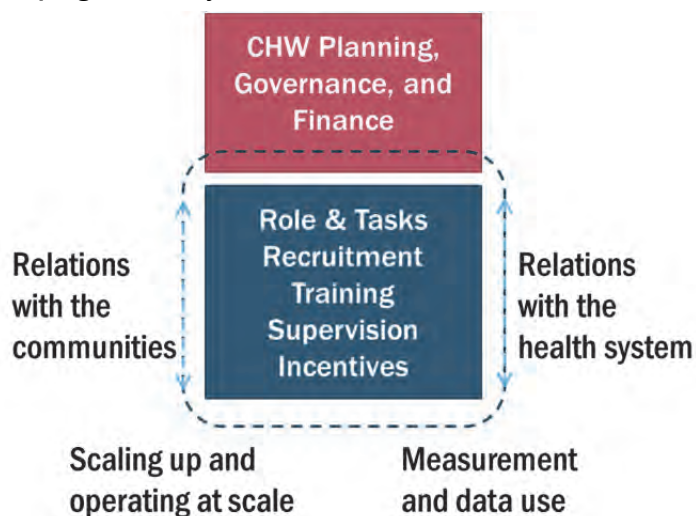 CHW Planning,
Governance, and
Finance
Role & Tasks
Recruitment
Training
Supervision
Incentives
Relations
with the
communities
Relations
with the
health system
Scaling up and
operating at scale
Measurement
and data use